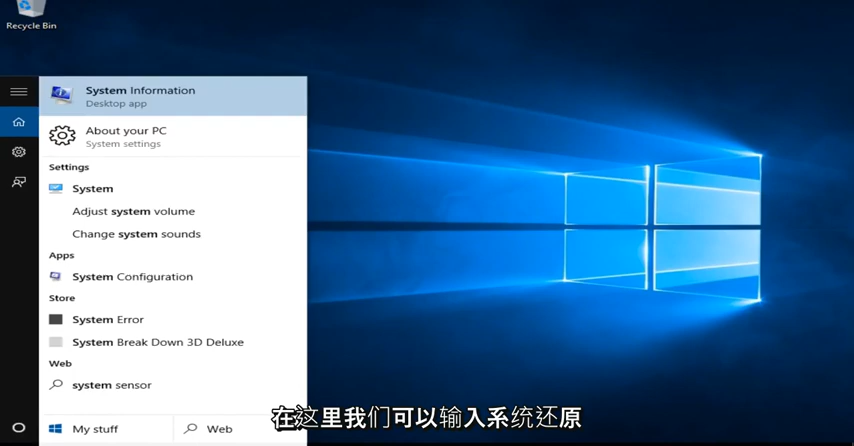 Recycle Bin
System Information
Desktop app
About your PC
System settings
Settings
System
Adjust system volume
Change system sounds
Apps
System Configuration
Store
System Error
System Break Down 3D Deluxe
Web
system sensor
My stuff
Web
在这里我们可以输入系统还原